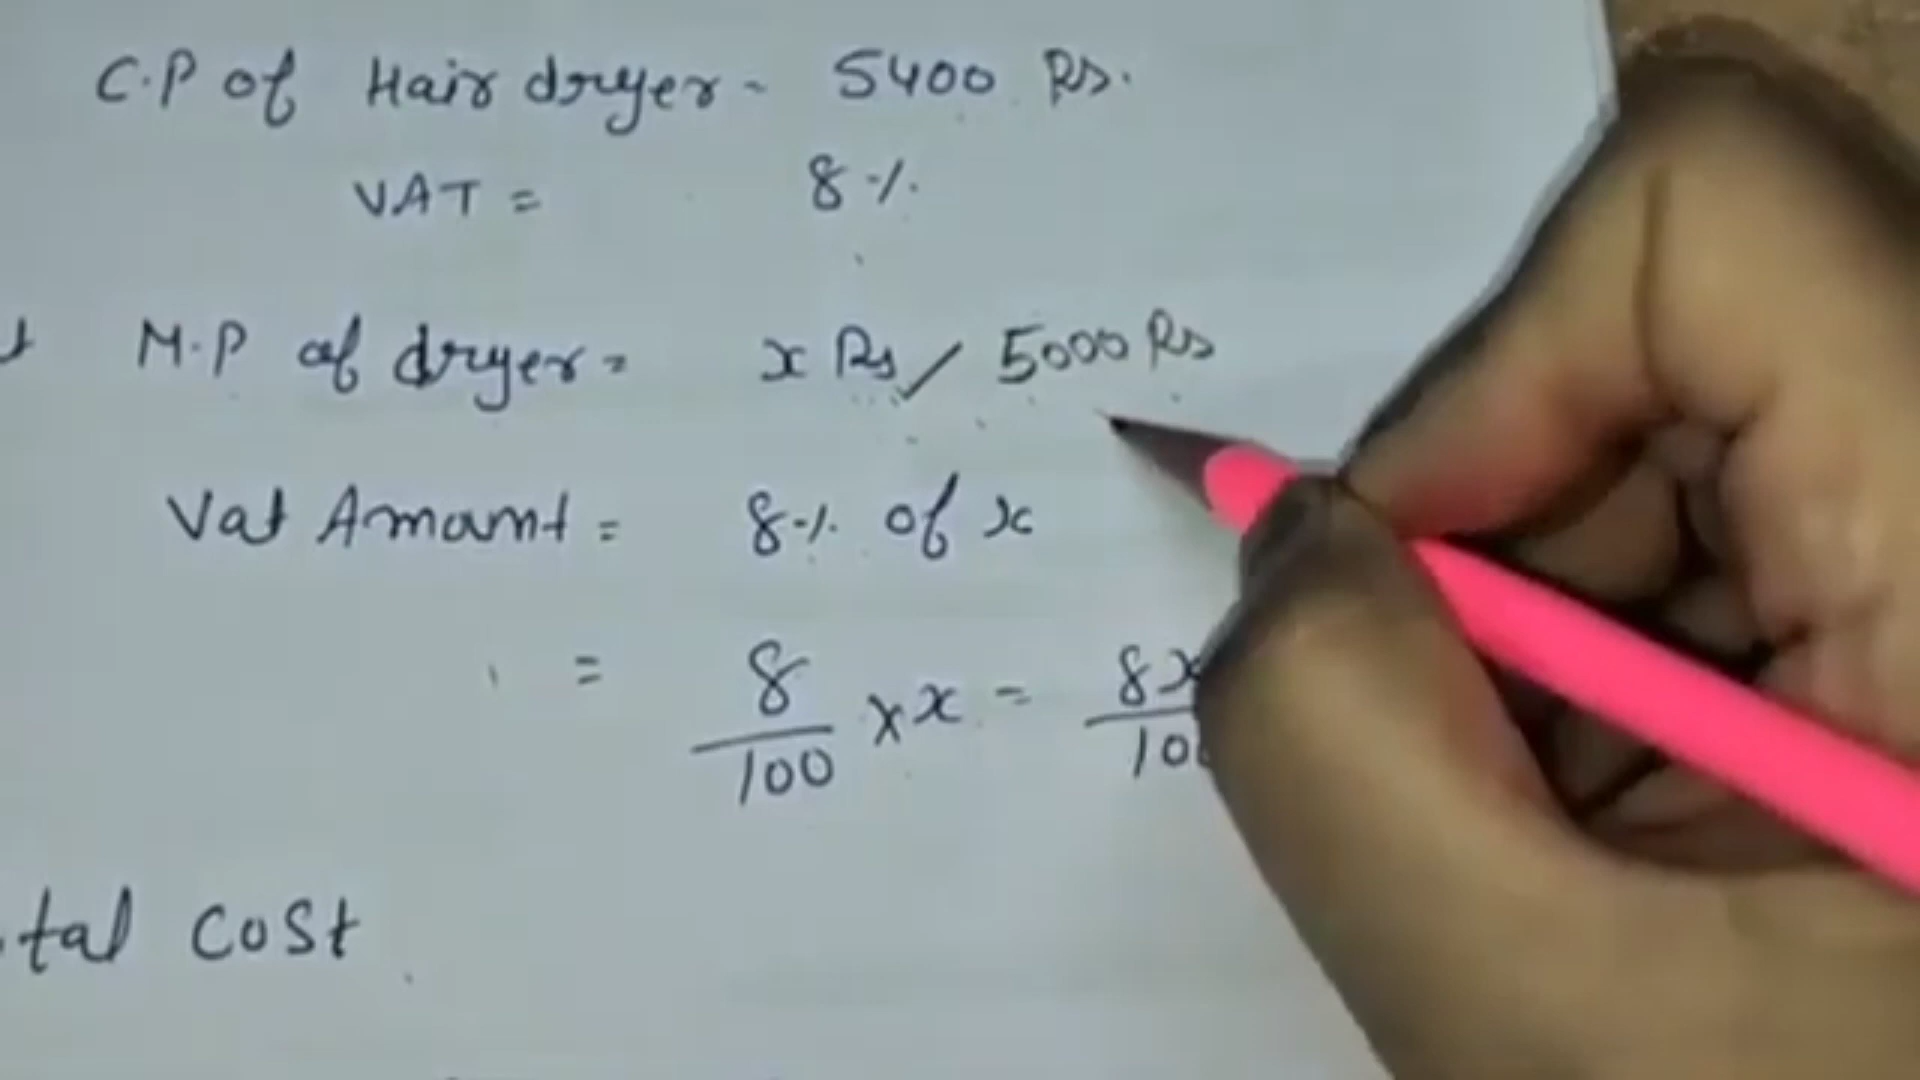 C.P of Hair dryer - 5400 Rs.
VAT = 8%
M.P of dryer = x Rs / 5000 Rs
Vat Amount = 8% of x
= 8/100 × x = 8x/10
tal Cost